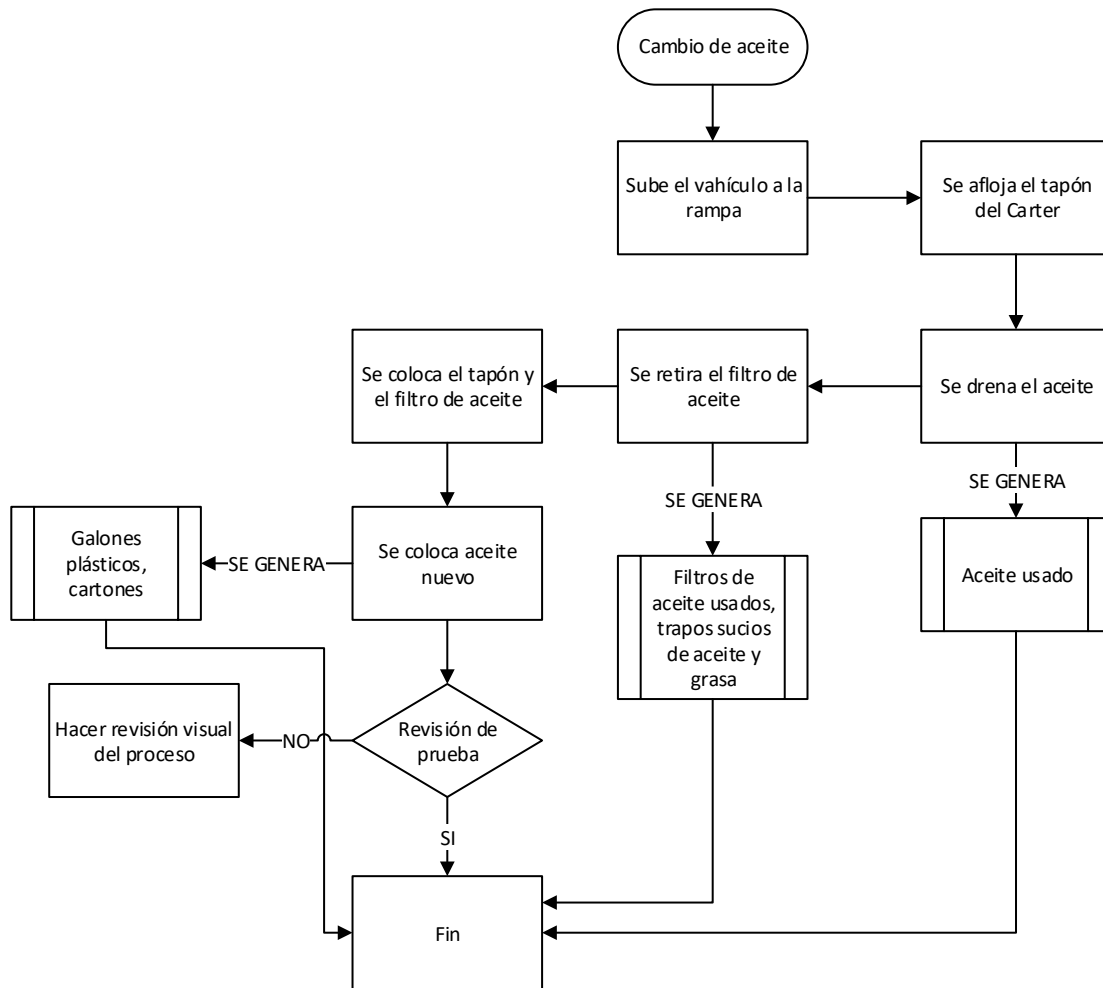 Cambio de aceite
Sube el vahículo a la
rampa
Se afloja el tapón
del Carter
Se coloca el tapón y
el filtro de aceite
Se retira el filtro de
aceite
Se drena el aceite
SE GENERA
SE GENERA
Galones
plásticos,
cartones
SE GENERA
Se coloca aceite
nuevo
Filtros de
aceite usados,
trapos sucios
de aceite y
grasa
Aceite usado
Hacer revisión visual
del proceso
NO
Revisión de
prueba
SI
Fin